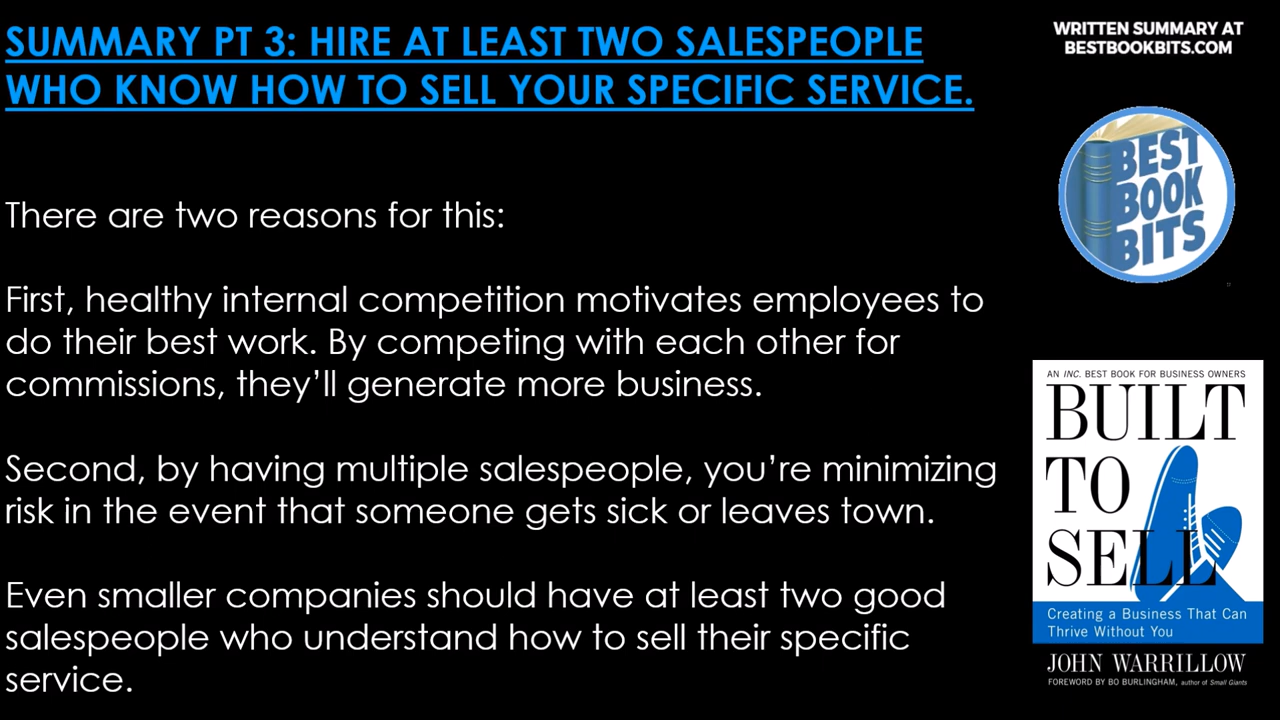 SUMMARY PT 3: HIRE AT LEAST TWO SALESPEOPLE
WHO KNOW HOW TO SELL YOUR SPECIFIC SERVICE.
There are two reasons for this:
First, healthy internal competition motivates employees to
do their best work. By competing with each other for
commissions, they’ll generate more business.
Second, by having multiple salespeople, you’re minimizing
risk in the event that someone gets sick or leaves town.
Even smaller companies should have at least two good
salespeople who understand how to sell their specific
service.
WRITTEN SUMMARY AT
BESTBOOKBITS.COM
BEST
BOOK
BITS
AN INC. BEST BOOK FOR BUSINESS OWNERS
BUILT
TO
SELL
Creating a Business That Can
Thrive Without You
JOHN WARRILLOW
FOREWORD BY BO BURLINGHAM, author of Small Giants